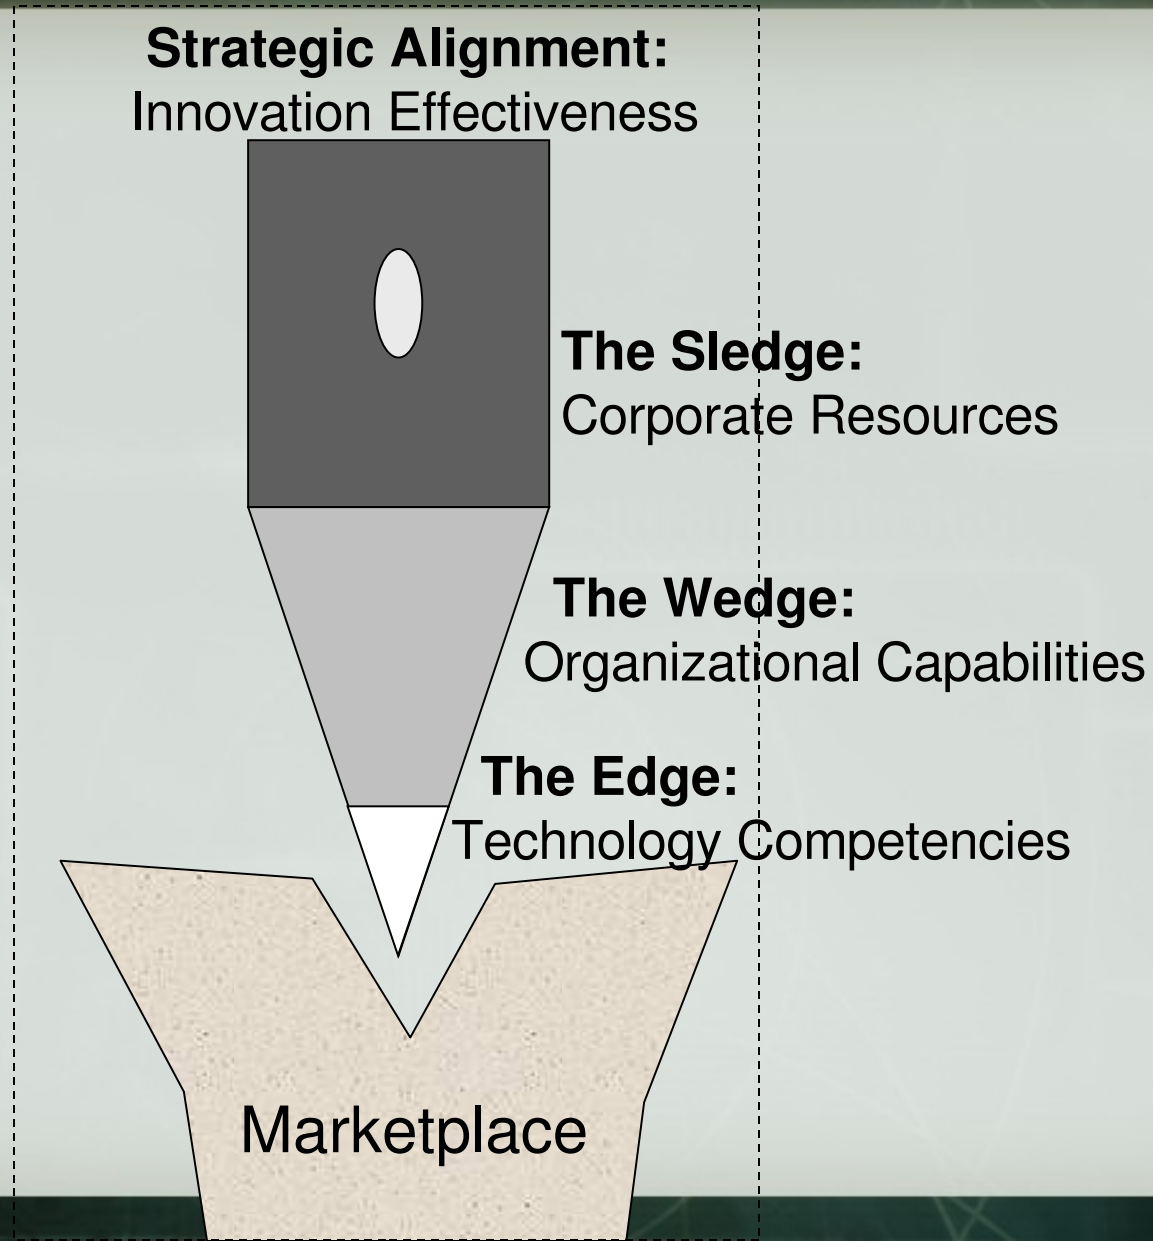 Strategic Alignment:
Innovation Effectiveness
The Sledge:
Corporate Resources
The Wedge:
Organizational Capabilities
The Edge:
Technology Competencies
Marketplace